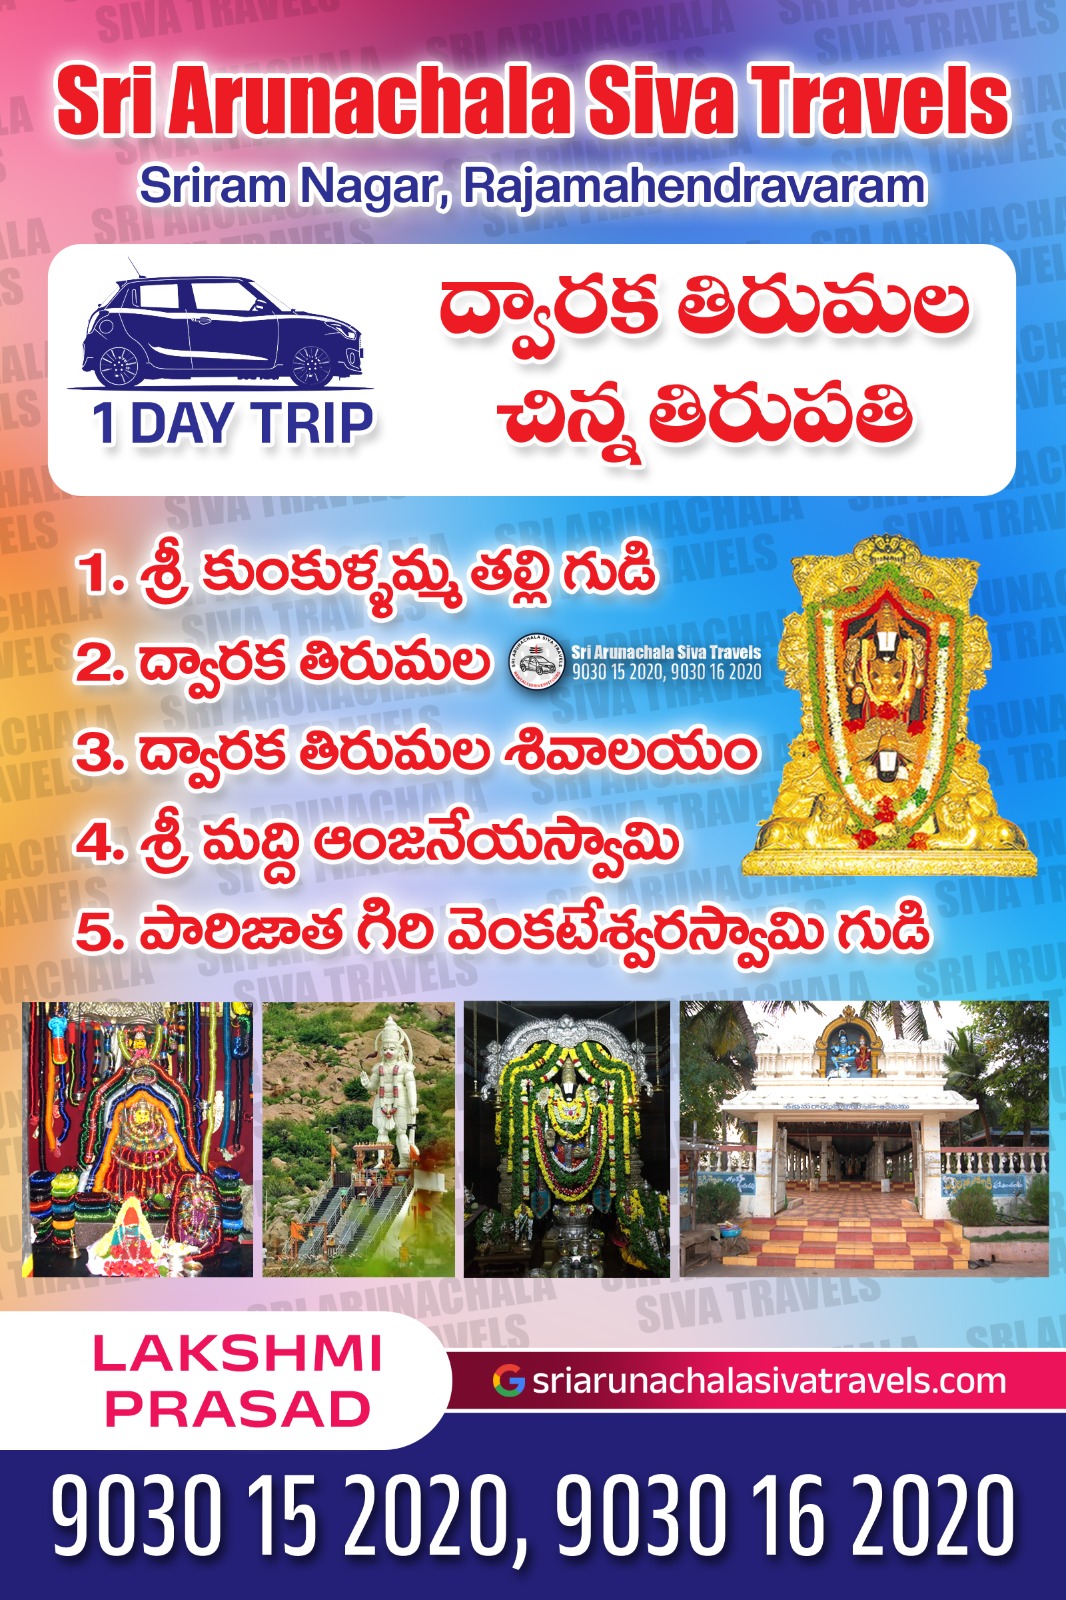 Sri Arunachala Siva Travels
Sriram Nagar, Rajamahendravaram
ద్వారక తిరుమల
1 DAY TRIP
చిన్న తిరుపతి
1. శ్రీ కుంకుళ్ళమ్మ తల్లి గుడి
2. ద్వారక తిరుమల
Sri Arunachala Siva Travels
9030 15 2020, 9030 16 2020
3. ద్వారక తిరుమల శివాలయం
4. శ్రీ మద్ది ఆంజనేయస్వామి
5. పారిజాత గిరి వెంకటేశ్వరస్వామి గుడి
LAKSHMI
PRASAD
sriarunachalasivatravels.com
9030 15 2020, 9030 16 2020